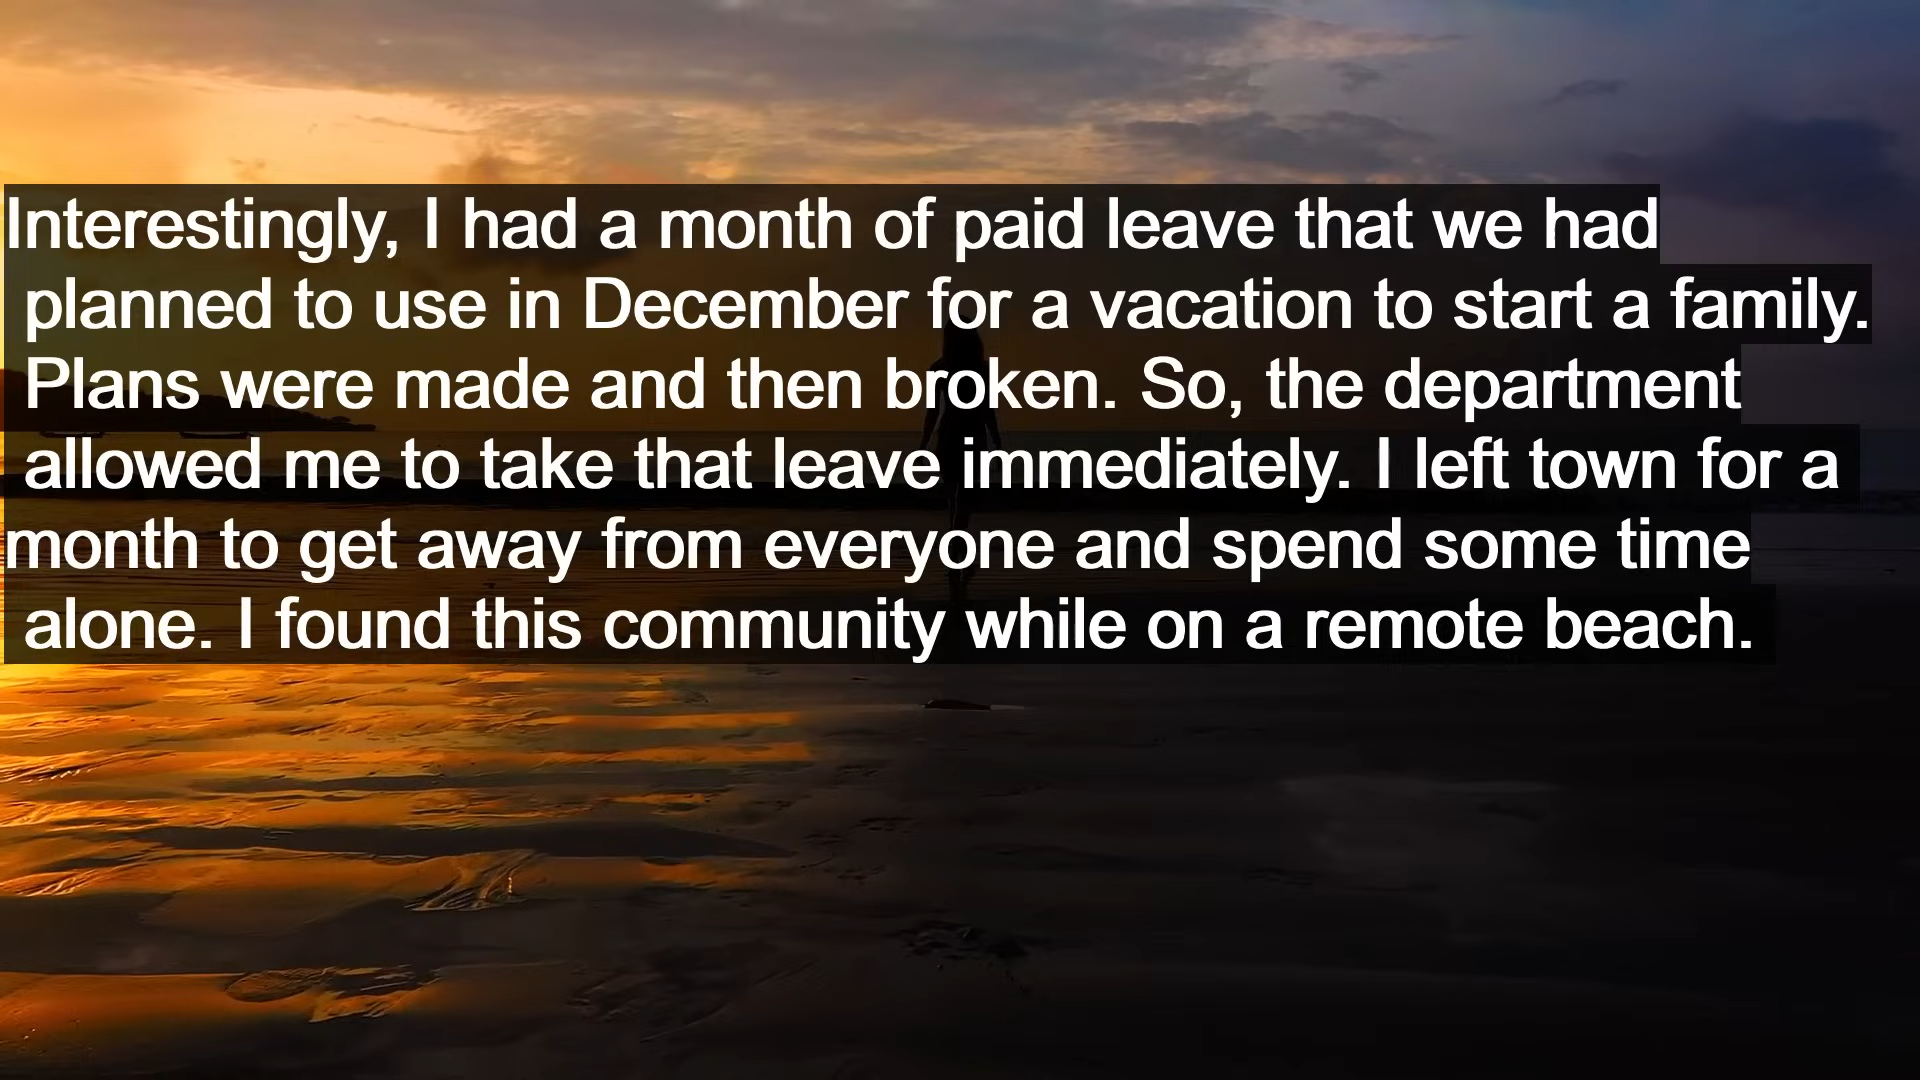 Interestingly, I had a month of paid leave that we had
planned to use in December for a vacation to start a family.
Plans were made and then broken. So, the department
allowed me to take that leave immediately. I left town for a
month to get away from everyone and spend some time
alone. I found this community while on a remote beach.